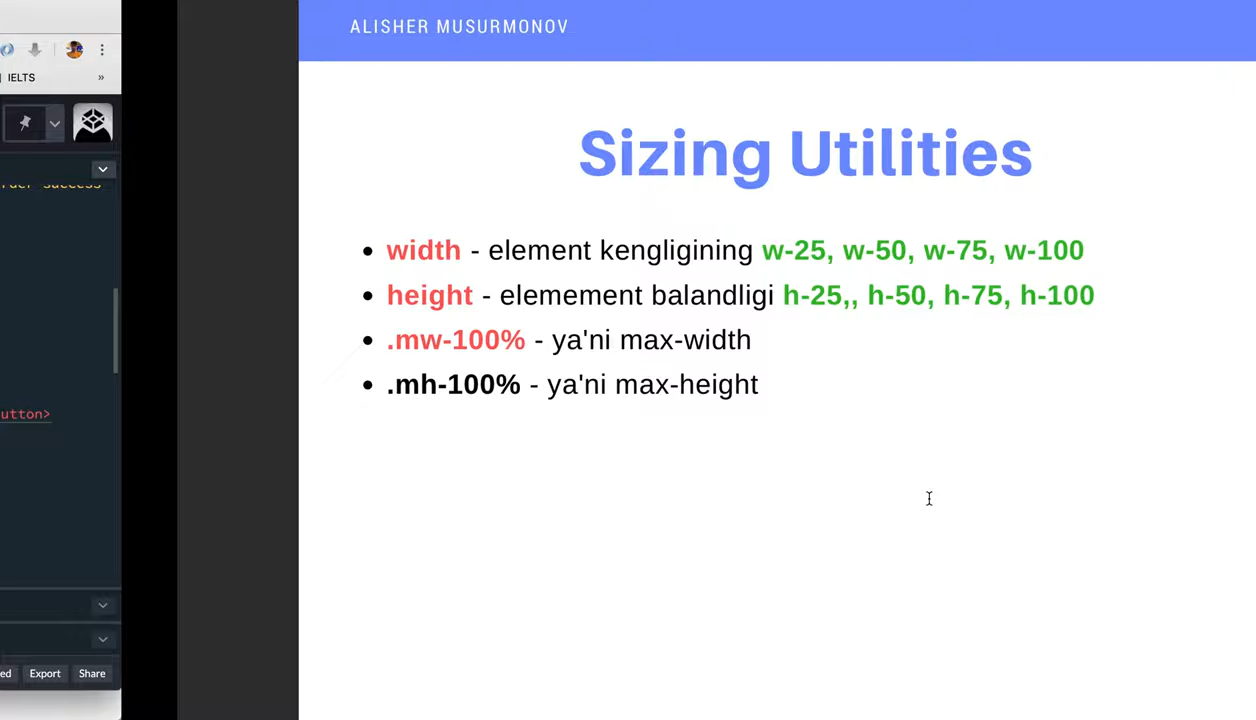 ALISHER MUSURMONOV
IELTS
»
Sizing Utilities
• width - element kengligining w-25, w-50, w-75, w-100
• height - elemement balandligi h-25,, h-50, h-75, h-100
• .mw-100% - ya'ni max-width
• .mh-100% - ya'ni max-height
utton>
ed Export Share